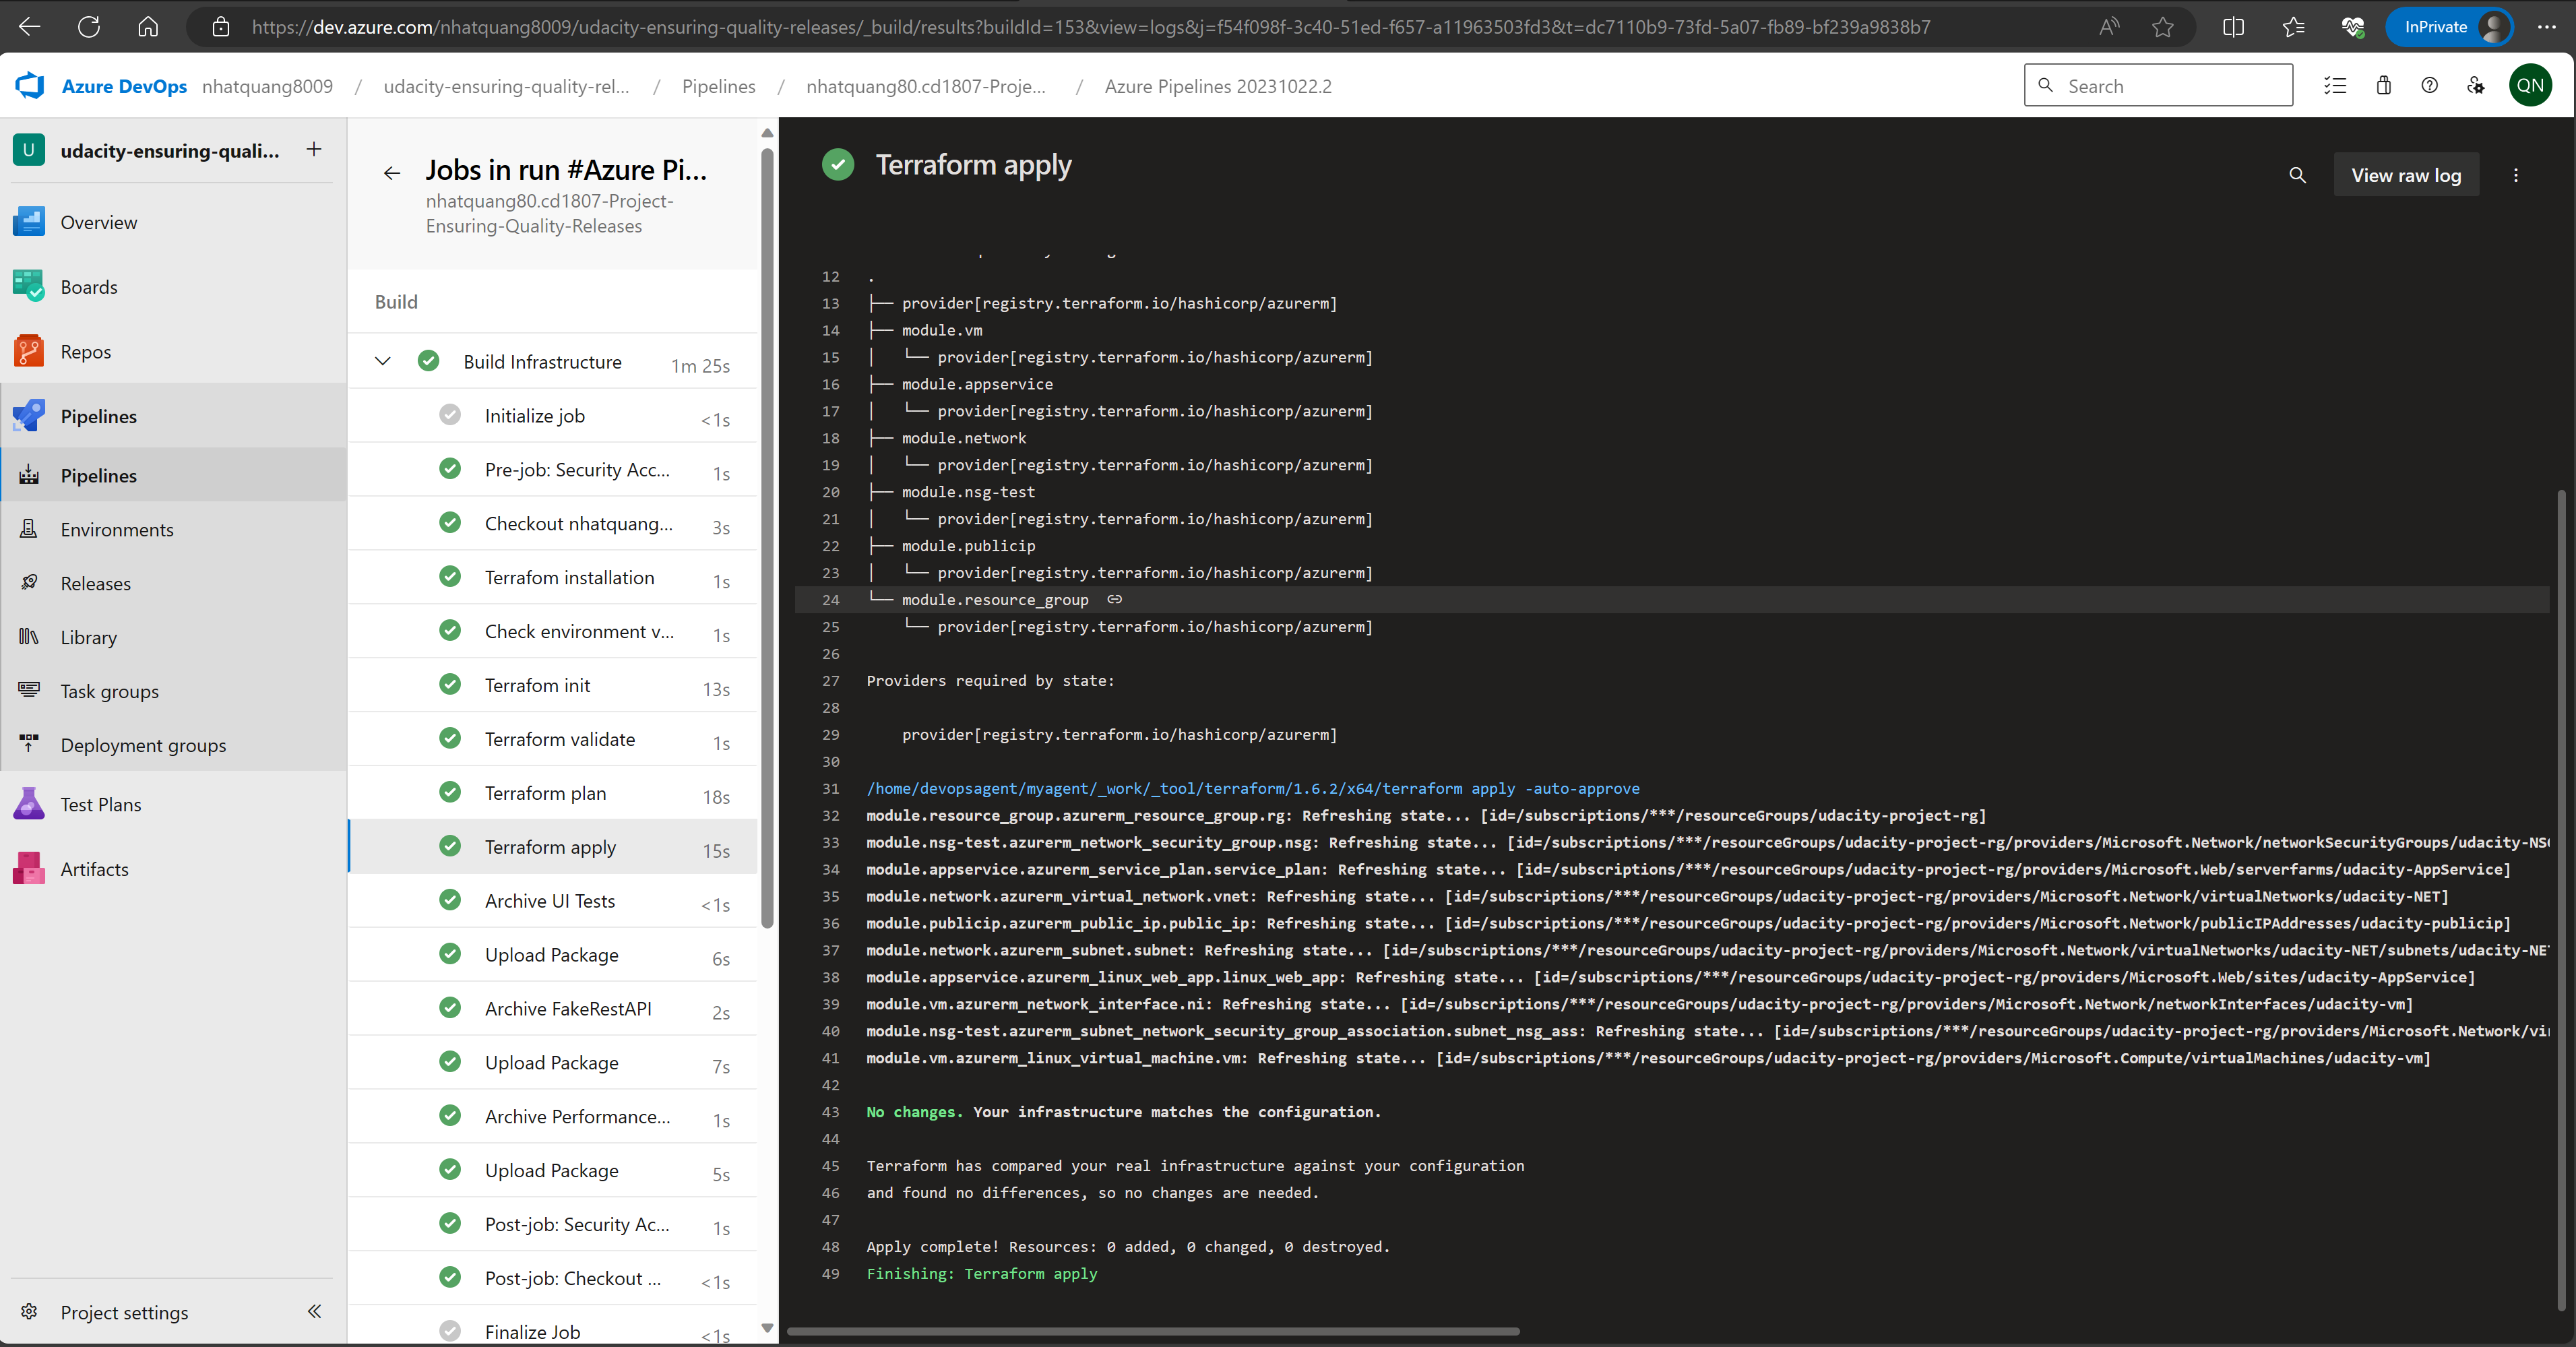 https://dev.azure.com/nhatquang8009/udacity-ensuring-quality-releases/_build/results?buildId=153&view=logs&j=f54f098f-3c40-51ed-f657-a11963503fd3&t=dc7110b9-73fd-5a07-fb89-bf239a9838b7
InPrivate
Azure DevOps nhatquang8009 / udacity-ensuring-quality-rel... / Pipelines / nhatquang80.cd1807-Proje... / Azure Pipelines 20231022.2
Search
QN
U udacity-ensuring-quali... +
Overview
Boards
Repos
Pipelines
Pipelines
Environments
Releases
Library
Task groups
Deployment groups
Test Plans
Artifacts
Project settings
Jobs in run #Azure Pi...
nhatquang80.cd1807-Project-
Ensuring-Quality-Releases
Build
Build Infrastructure 1m 25s
Initialize job <1s
Pre-job: Security Acc... 1s
Checkout nhatquang... 3s
Terrafom installation 1s
Check environment v... 1s
Terrafom init 13s
Terraform validate 1s
Terraform plan 18s
Terraform apply 15s
Archive UI Tests <1s
Upload Package 6s
Archive FakeRestAPI 2s
Upload Package 7s
Archive Performance... 1s
Upload Package 5s
Post-job: Security Ac... 1s
Post-job: Checkout ... <1s
Finalize Job <1s
Terraform apply
View raw log
12 .
13 ├── provider[registry.terraform.io/hashicorp/azurerm]
14 ├── module.vm
15 │   └── provider[registry.terraform.io/hashicorp/azurerm]
16 ├── module.appservice
17 │   └── provider[registry.terraform.io/hashicorp/azurerm]
18 ├── module.network
19 │   └── provider[registry.terraform.io/hashicorp/azurerm]
20 ├── module.nsg-test
21 │   └── provider[registry.terraform.io/hashicorp/azurerm]
22 ├── module.publicip
23 │   └── provider[registry.terraform.io/hashicorp/azurerm]
24 └── module.resource_group
25     └── provider[registry.terraform.io/hashicorp/azurerm]
26
27 Providers required by state:
28
29     provider[registry.terraform.io/hashicorp/azurerm]
30
31 /home/devopsagent/myagent/_work/_tool/terraform/1.6.2/x64/terraform apply -auto-approve
32 module.resource_group.azurerm_resource_group.rg: Refreshing state... [id=/subscriptions/***/resourceGroups/udacity-project-rg]
33 module.nsg-test.azurerm_network_security_group.nsg: Refreshing state... [id=/subscriptions/***/resourceGroups/udacity-project-rg/providers/Microsoft.Network/networkSecurityGroups/udacity-NS
34 module.appservice.azurerm_service_plan.service_plan: Refreshing state... [id=/subscriptions/***/resourceGroups/udacity-project-rg/providers/Microsoft.Web/serverfarms/udacity-AppService]
35 module.network.azurerm_virtual_network.vnet: Refreshing state... [id=/subscriptions/***/resourceGroups/udacity-project-rg/providers/Microsoft.Network/virtualNetworks/udacity-NET]
36 module.publicip.azurerm_public_ip.public_ip: Refreshing state... [id=/subscriptions/***/resourceGroups/udacity-project-rg/providers/Microsoft.Network/publicIPAddresses/udacity-publicip]
37 module.network.azurerm_subnet.subnet: Refreshing state... [id=/subscriptions/***/resourceGroups/udacity-project-rg/providers/Microsoft.Network/virtualNetworks/udacity-NET/subnets/udacity-NE
38 module.appservice.azurerm_linux_web_app.linux_web_app: Refreshing state... [id=/subscriptions/***/resourceGroups/udacity-project-rg/providers/Microsoft.Web/sites/udacity-AppService]
39 module.vm.azurerm_network_interface.ni: Refreshing state... [id=/subscriptions/***/resourceGroups/udacity-project-rg/providers/Microsoft.Network/networkInterfaces/udacity-vm]
40 module.nsg-test.azurerm_subnet_network_security_group_association.subnet_nsg_ass: Refreshing state... [id=/subscriptions/***/resourceGroups/udacity-project-rg/providers/Microsoft.Network/vi
41 module.vm.azurerm_linux_virtual_machine.vm: Refreshing state... [id=/subscriptions/***/resourceGroups/udacity-project-rg/providers/Microsoft.Compute/virtualMachines/udacity-vm]
42
43 No changes. Your infrastructure matches the configuration.
44
45 Terraform has compared your real infrastructure against your configuration
46 and found no differences, so no changes are needed.
47
48 Apply complete! Resources: 0 added, 0 changed, 0 destroyed.
49 Finishing: Terraform apply